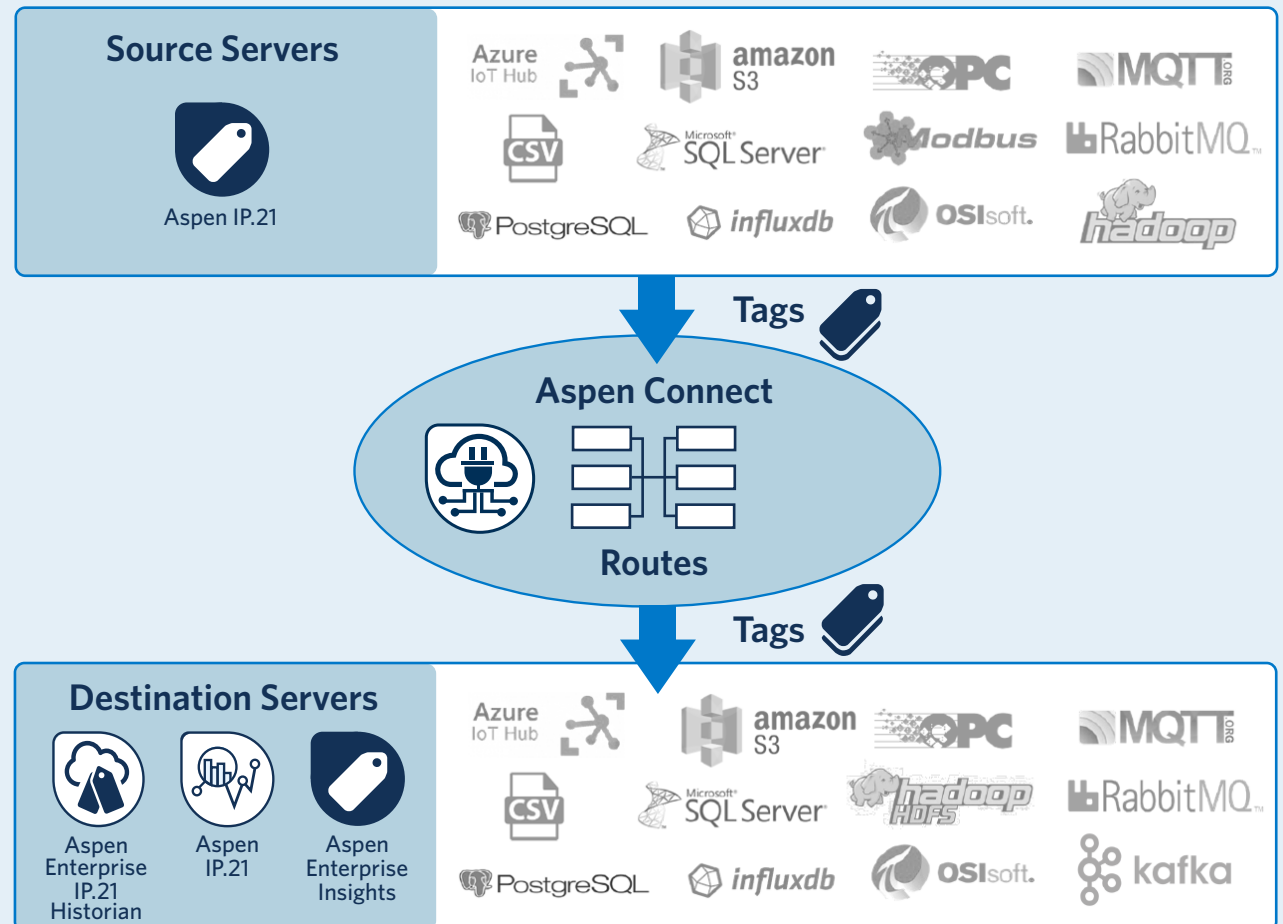 Source Servers
Aspen IP.21
Azure
IoT Hub
amazon
S3
OPC
MQTT.ORG
CSV
Microsoft®
SQL Server®
Modbus
RabbitMQ™
PostgreSQL
influxdb
OSIsoft.
hadoop
Tags
Aspen Connect
Routes
Tags
Destination Servers
Aspen
Enterprise
IP.21
Historian
Aspen
IP.21
Aspen
Enterprise
Insights
Azure
IoT Hub
amazon
S3
OPC
MQTT.ORG
CSV
Microsoft®
SQL Server®
hadoop
HDFS
RabbitMQ™
PostgreSQL
influxdb
OSIsoft.
kafka